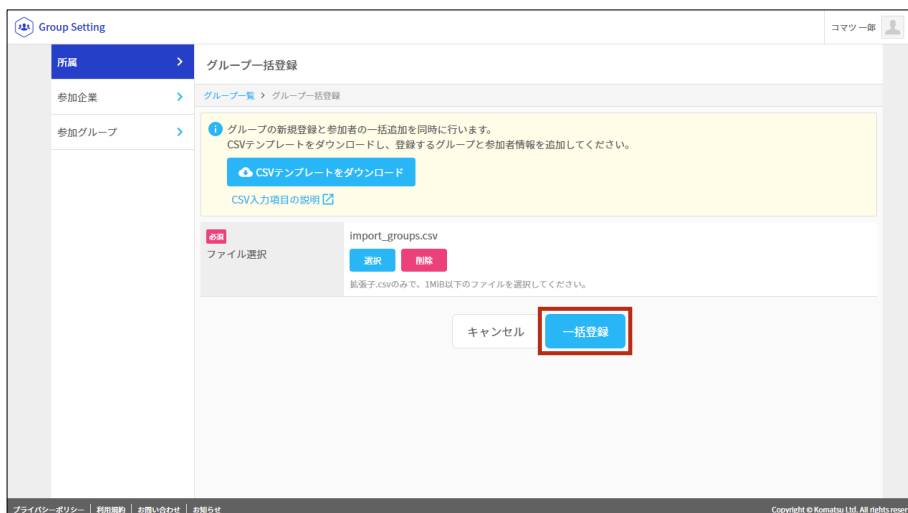 Group Setting
コマツ 一郎
所属
参加企業
参加グループ
グループ一括登録
グループ一覧 > グループ一括登録
グループの新規登録と参加者の一括追加を同時に行います。
CSVテンプレートをダウンロードし、登録するグループと参加者情報を追加してください。
CSVテンプレートをダウンロード
CSV入力項目の説明
必須
ファイル選択
import_groups.csv
選択 削除
拡張子.csvのみで、1MiB以下のファイルを選択してください。
キャンセル 一括登録
プライバシーポリシー | 利用規約 | お問い合わせ | お知らせ
Copyright © Komatsu Ltd. All rights reser